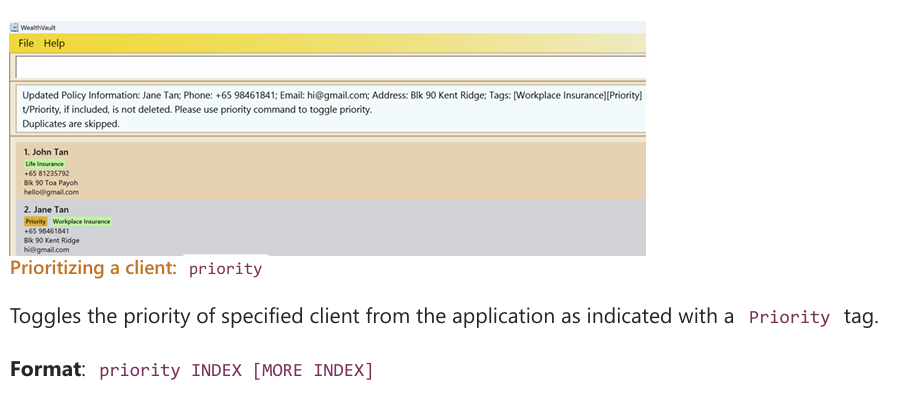 WealthVault
File Help
Updated Policy Information: Jane Tan; Phone: +65 98461841; Email: hi@gmail.com; Address: Blk 90 Kent Ridge; Tags: [Workplace Insurance][Priority]
t/Priority, if included, is not deleted. Please use priority command to toggle priority.
Duplicates are skipped.
1. John Tan
Life Insurance
+65 81235792
Blk 90 Toa Payoh
hello@gmail.com
2. Jane Tan
Priority Workplace Insurance
+65 98461841
Blk 90 Kent Ridge
hi@gmail.com
Prioritizing a client: priority
Toggles the priority of specified client from the application as indicated with a Priority tag.
Format: priority INDEX [MORE INDEX]